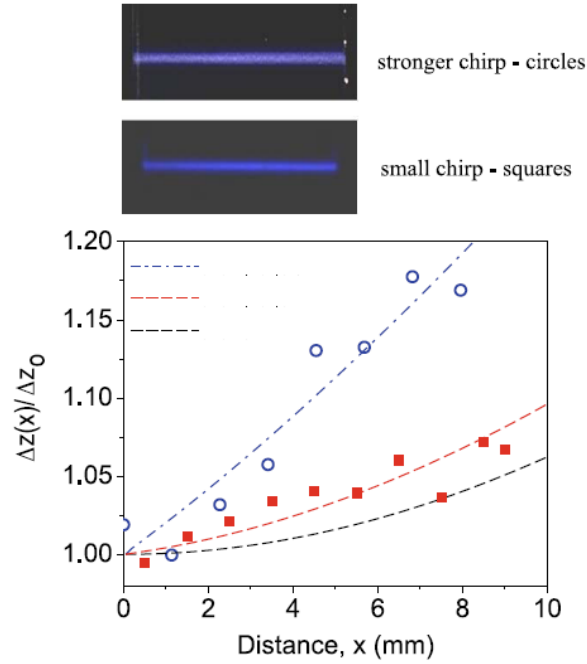 stronger chirp - circles
small chirp - squares
1.20
1.15
1.10
1.05
1.00
Δz(x)/Δz₀
0
2
4
6
8
10
Distance, x (mm)